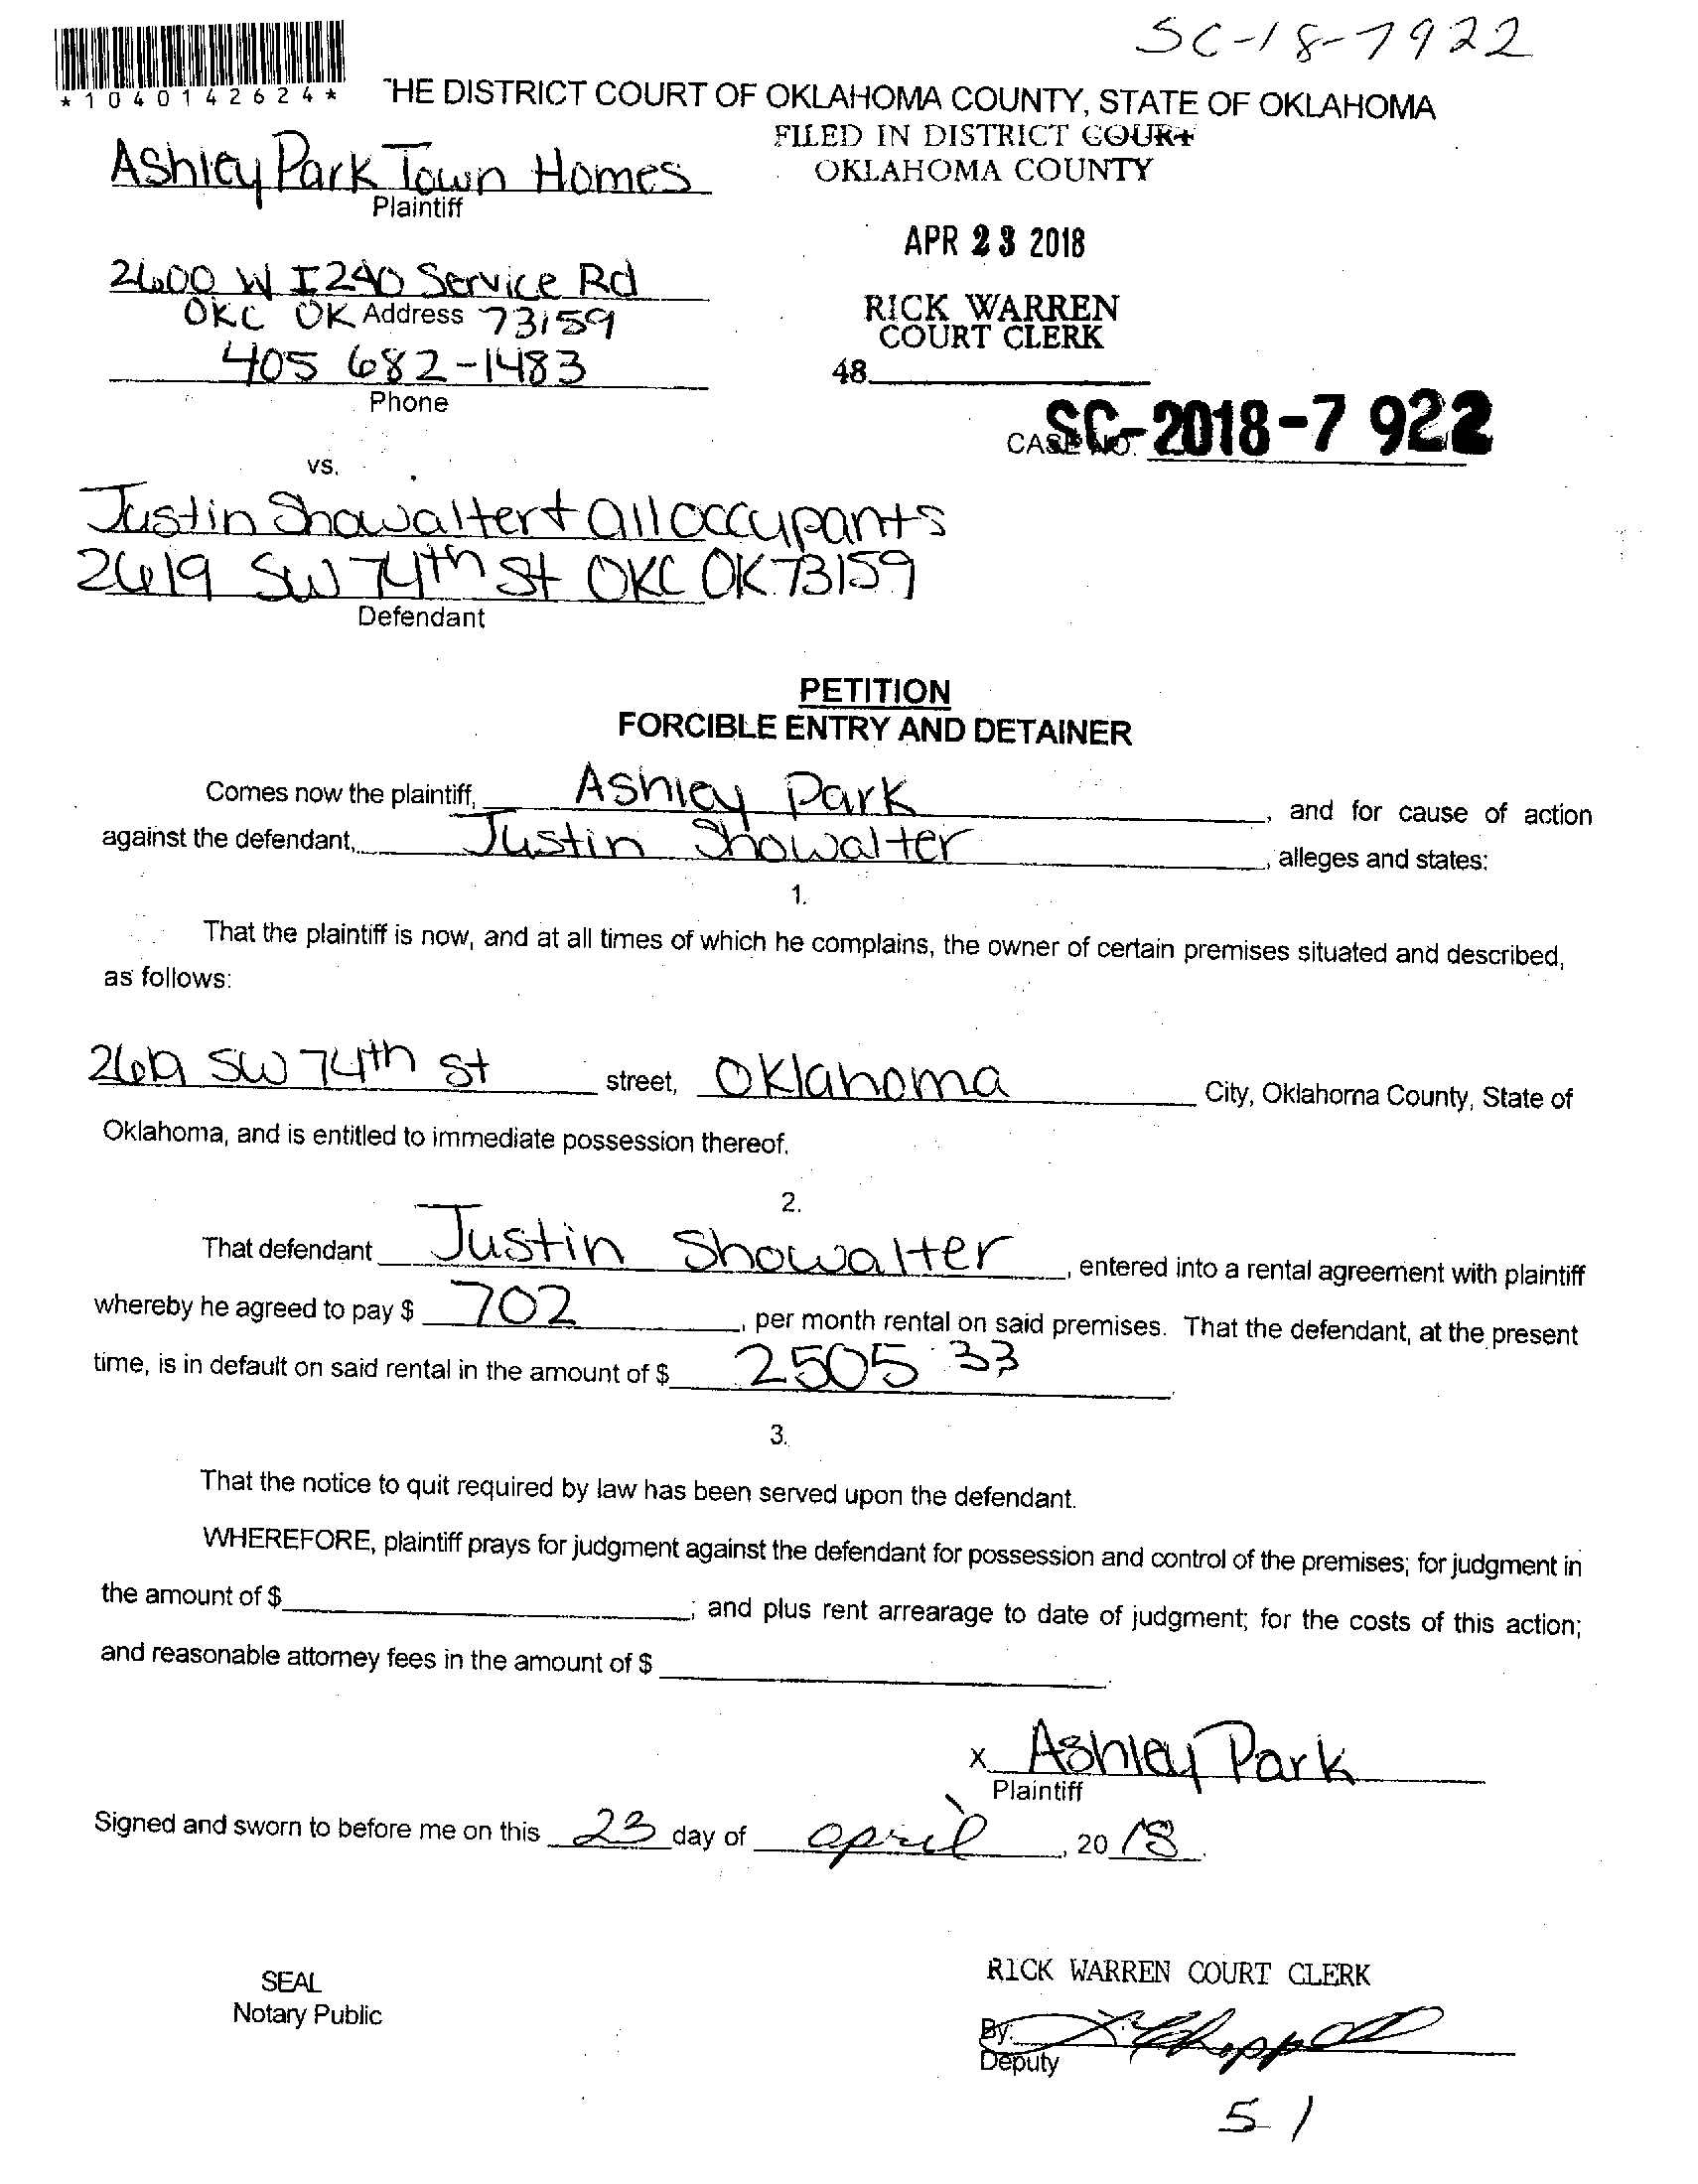 SC-18-7922
*1040142624*
THE DISTRICT COURT OF OKLAHOMA COUNTY, STATE OF OKLAHOMA
FILED IN DISTRICT COURT
OKLAHOMA COUNTY
Ashley Park Town Homes
Plaintiff
APR 23 2018
2600 W I 240 Service Rd
OKC OK Address 73159
RICK WARREN
COURT CLERK
405 682-1483
48
Phone
CASE NO. SC-2018-7 922
vs.
Justin Showalter + all occupants
2619 SW 74th St OKC OK 73159
Defendant
PETITION
FORCIBLE ENTRY AND DETAINER
Comes now the plaintiff, Ashley Park, and for cause of action
against the defendant, Justin Showalter, alleges and states:
1.
That the plaintiff is now, and at all times of which he complains, the owner of certain premises situated and described,
as follows:
2619 SW 74th St street, Oklahoma City, Oklahoma County, State of
Oklahoma, and is entitled to immediate possession thereof.
2.
That defendant Justin Showalter, entered into a rental agreement with plaintiff
whereby he agreed to pay $ 702, per month rental on said premises. That the defendant, at the present
time, is in default on said rental in the amount of $ 2505 33
3.
That the notice to quit required by law has been served upon the defendant.
WHEREFORE, plaintiff prays for judgment against the defendant for possession and control of the premises; for judgment in
the amount of $ ; and plus rent arrearage to date of judgment; for the costs of this action;
and reasonable attorney fees in the amount of $
x Ashley Park
Plaintiff
Signed and sworn to before me on this 23 day of april, 20 18.
RICK WARREN COURT CLERK
SEAL
Notary Public
By:
Deputy
51